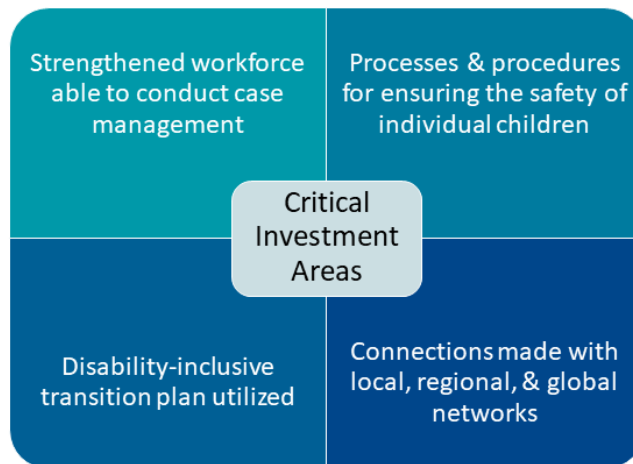 Strengthened workforce
able to conduct case
management
Processes & procedures
for ensuring the safety of
individual children
Critical
Investment
Areas
Disability-inclusive
transition plan utilized
Connections made with
local, regional, & global
networks